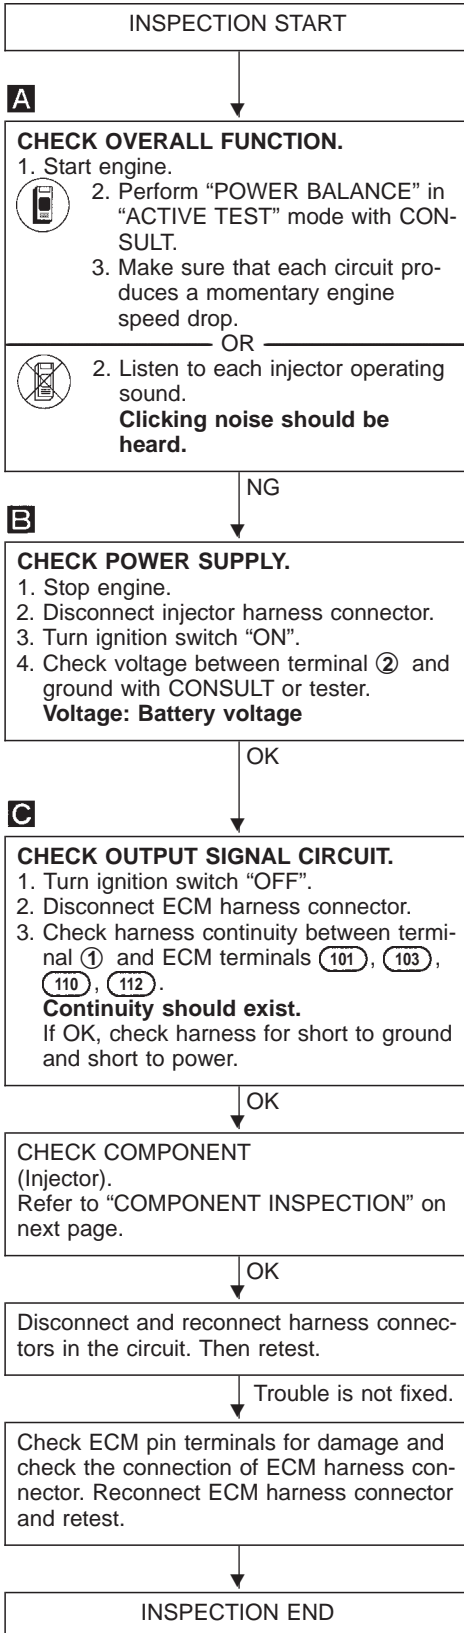 INSPECTION START
A
CHECK OVERALL FUNCTION.
1. Start engine.
2. Perform “POWER BALANCE” in
“ACTIVE TEST” mode with CON-
SULT.
3. Make sure that each circuit pro-
duces a momentary engine
speed drop.
OR
2. Listen to each injector operating
sound.
Clicking noise should be
heard.
NG
B
CHECK POWER SUPPLY.
1. Stop engine.
2. Disconnect injector harness connector.
3. Turn ignition switch “ON”.
4. Check voltage between terminal ② and
ground with CONSULT or tester.
Voltage: Battery voltage
OK
C
CHECK OUTPUT SIGNAL CIRCUIT.
1. Turn ignition switch “OFF”.
2. Disconnect ECM harness connector.
3. Check harness continuity between termi-
nal ① and ECM terminals 101, 103,
110, 112.
Continuity should exist.
If OK, check harness for short to ground
and short to power.
OK
CHECK COMPONENT
(Injector).
Refer to “COMPONENT INSPECTION” on
next page.
OK
Disconnect and reconnect harness connec-
tors in the circuit. Then retest.
Trouble is not fixed.
Check ECM pin terminals for damage and
check the connection of ECM harness con-
nector. Reconnect ECM harness connector
and retest.
INSPECTION END